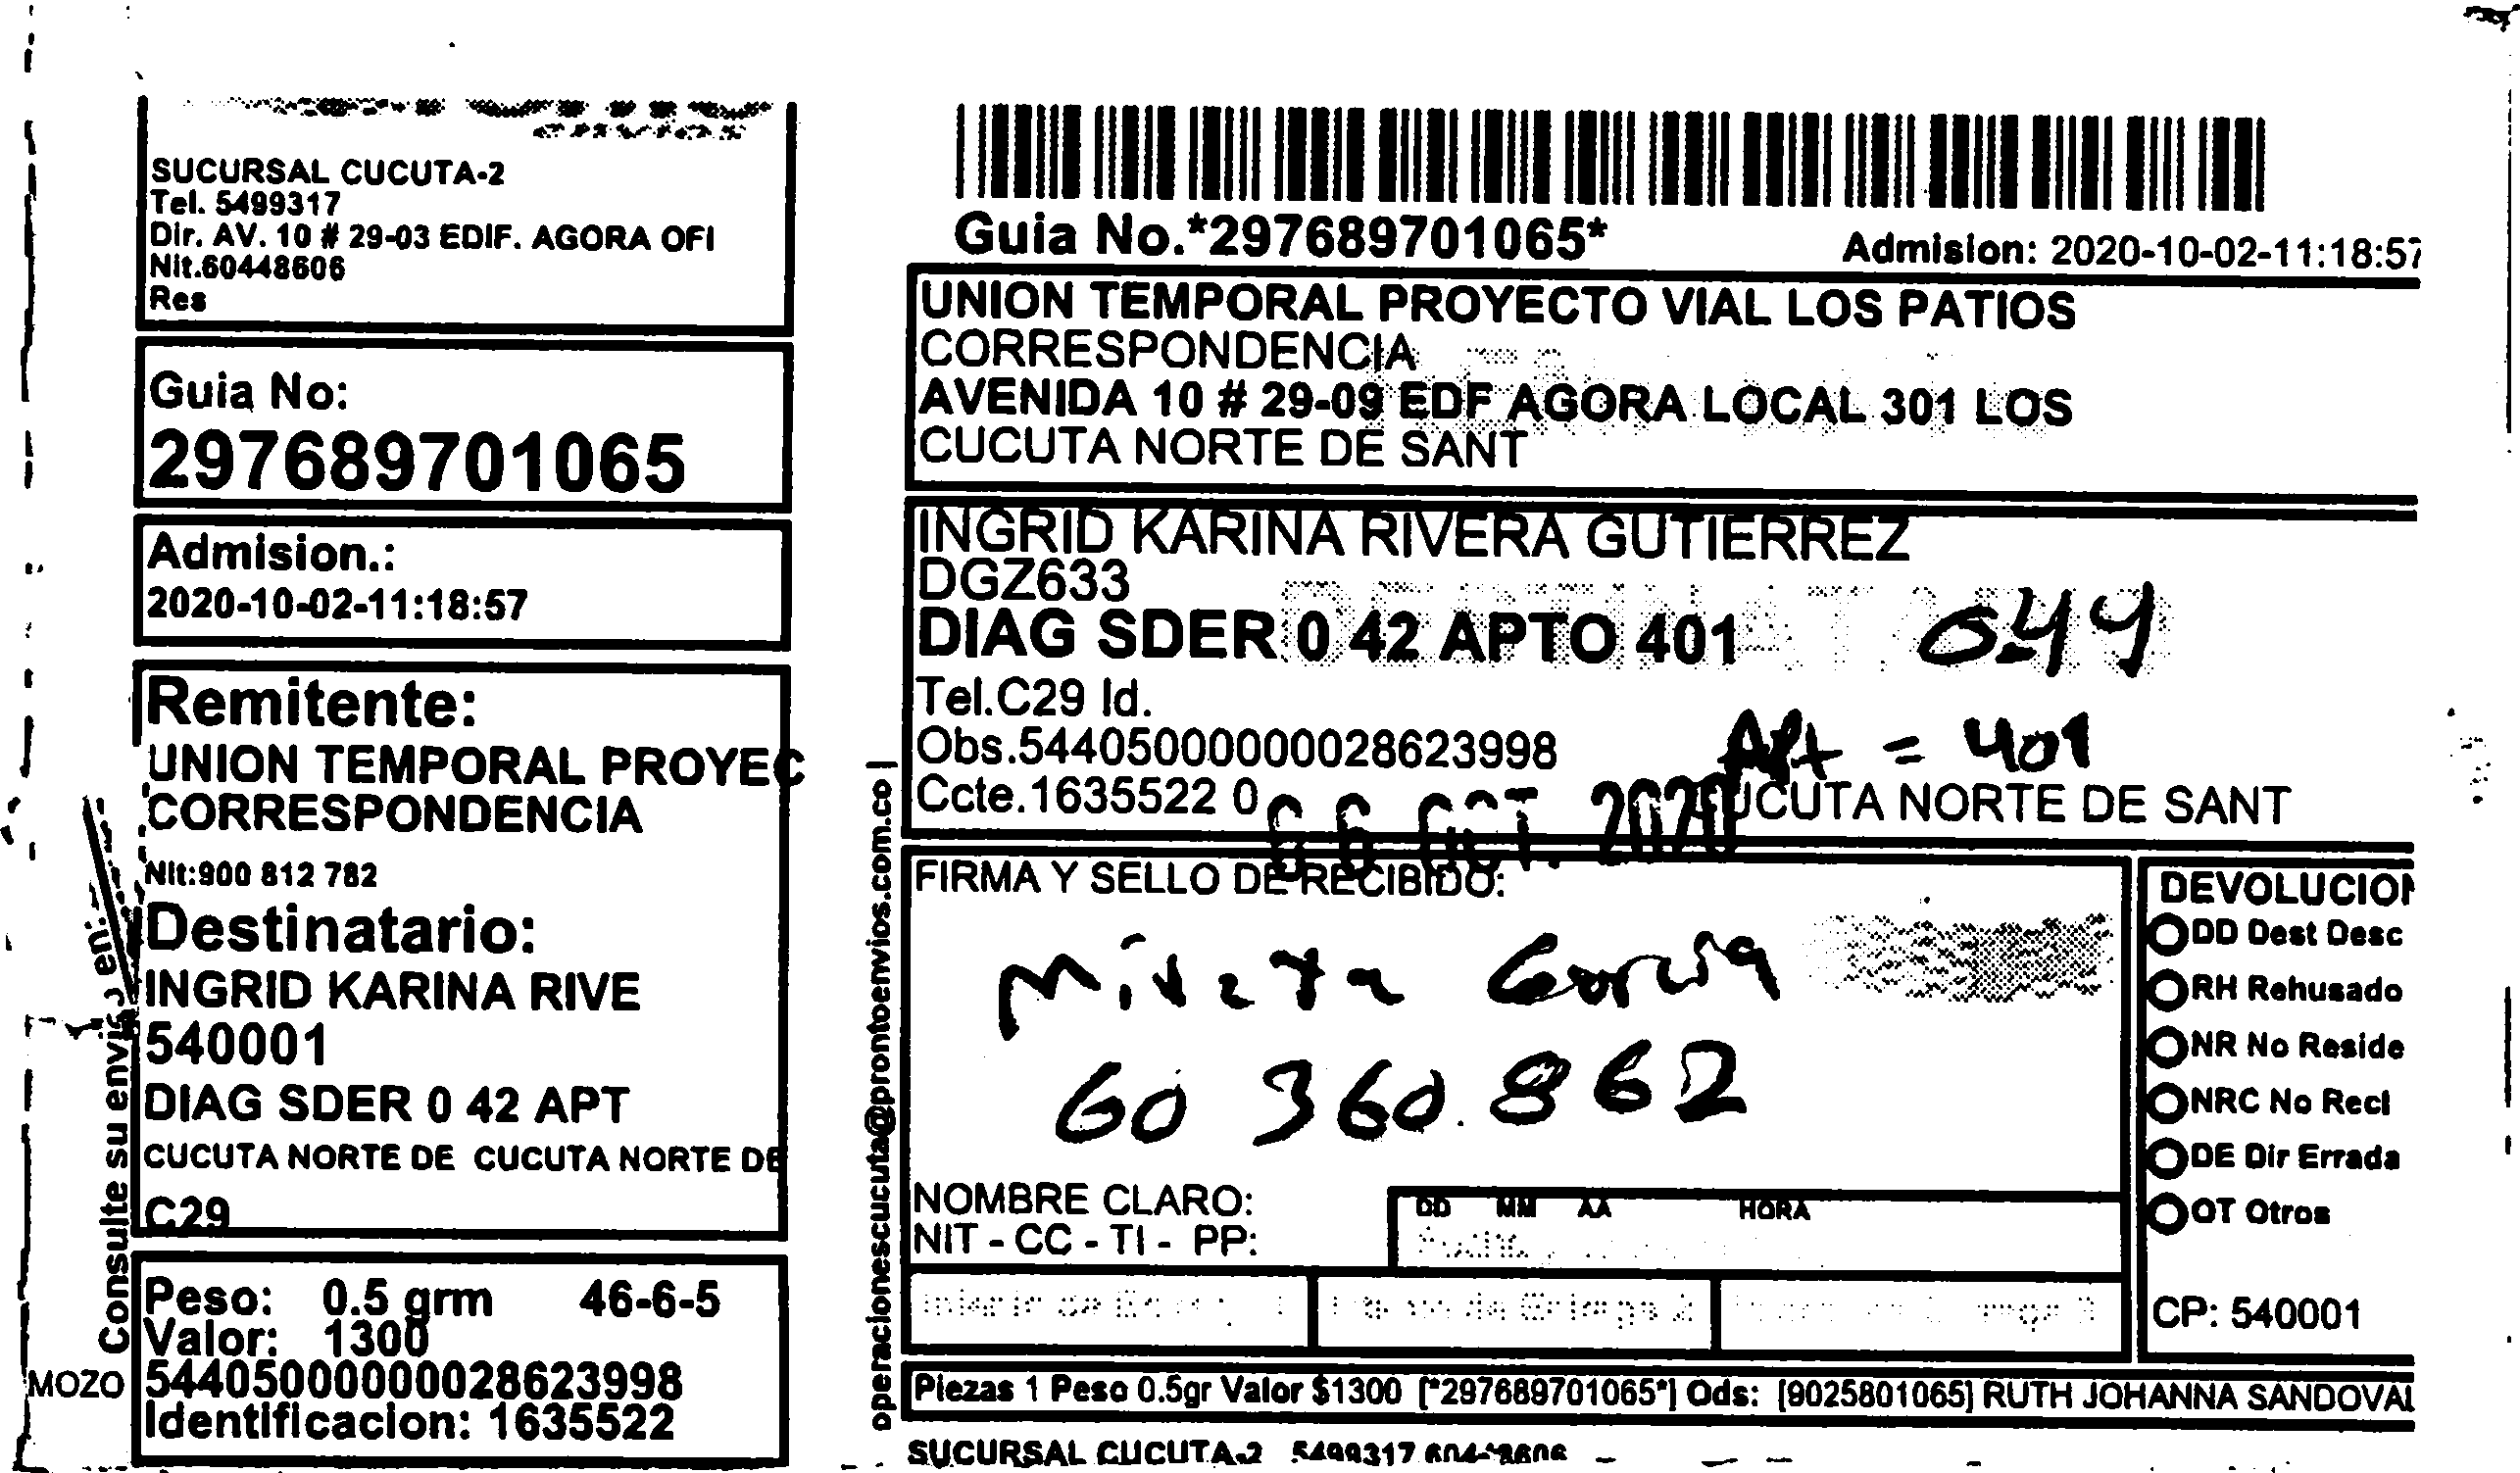 SUCURSAL CUCUTA-2
Tel. 5499317
Dir. AV. 10 # 29-03 EDIF. AGORA OFI
Nit.60448606
Res
Guia No:
297689701065
Admision.:
2020-10-02-11:18:57
Remitente:
UNION TEMPORAL PROYEC
CORRESPONDENCIA
Nit:900 812 782
Destinatario:
INGRID KARINA RIVE
540001
DIAG SDER 0 42 APT
CUCUTA NORTE DE CUCUTA NORTE DE
C29
Peso: 0.5 grm 46-6-5
Valor: 1300
544050000000028623998
Identificacion: 1635522
MOZO
Consulte su envio en:
operacionescucuta@prontoenvios.com.co |
Guia No.*297689701065*
Admision: 2020-10-02-11:18:57
UNION TEMPORAL PROYECTO VIAL LOS PATIOS
CORRESPONDENCIA
AVENIDA 10 # 29-09 EDF AGORA LOCAL 301 LOS
CUCUTA NORTE DE SANT
INGRID KARINA RIVERA GUTIERREZ
DGZ633
DIAG SDER 0 42 APTO 401
0-44
Tel.C29 Id.
Obs.544050000000028623998
Apt = 401
Ccte.1635522 0
CUCUTA NORTE DE SANT
06 OCT. 2020
FIRMA Y SELLO DE RECIBIDO:
60 360.862
NOMBRE CLARO:
NIT - CC - TI - PP:
DD MM AA HORA
DEVOLUCION
DD Dest Desc
RH Rehusado
NR No Reside
NRC No Recl
DE Dir Errada
OT Otros
CP: 540001
Piezas 1 Peso 0.5gr Valor $1300 [*297689701065*] Ods: [9025801065] RUTH JOHANNA SANDOVAL
SUCURSAL CUCUTA-2 5499317 60448606